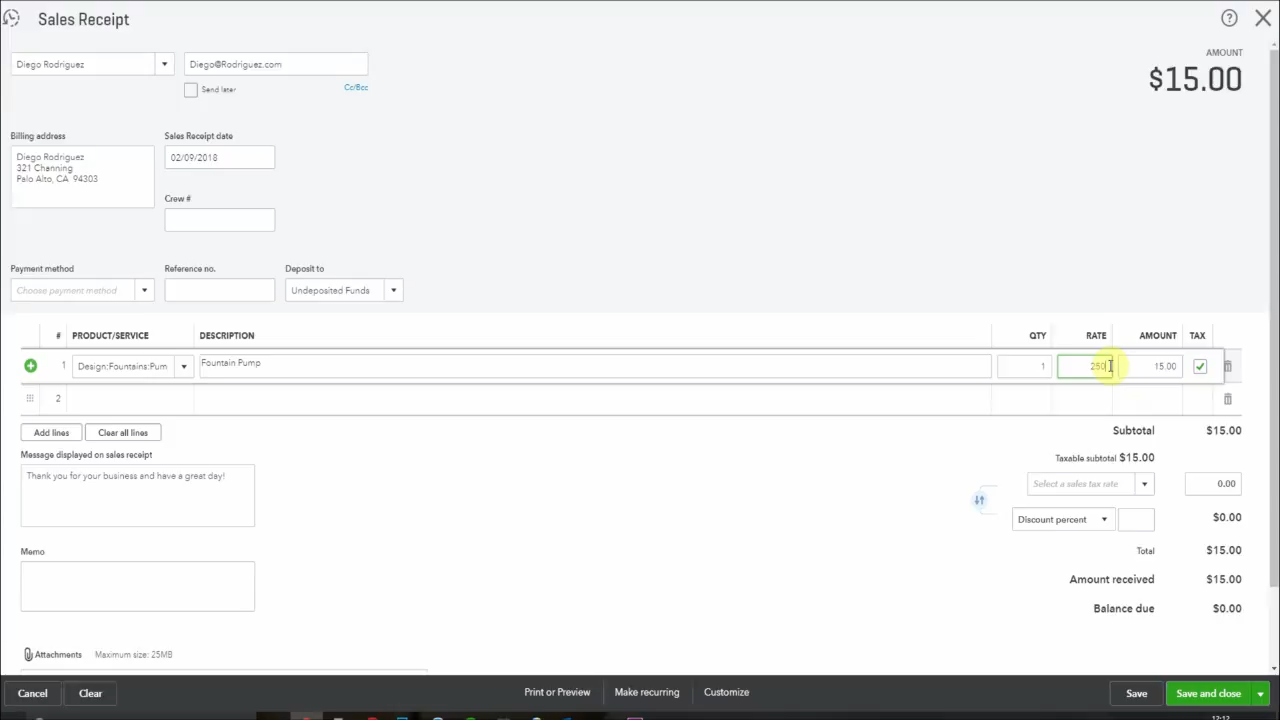 Sales Receipt
AMOUNT
$15.00
Diego Rodriguez
Diego@Rodriguez.com
Send later
Cc/Bcc
Billing address
Diego Rodriguez
321 Channing
Palo Alto, CA 94303
Sales Receipt date
02/09/2018
Crew #
Payment method
Choose payment method
Reference no.
Deposit to
Undeposited Funds
# PRODUCT/SERVICE DESCRIPTION QTY RATE AMOUNT TAX
1 Design:Fountains:Pum Fountain Pump 1 250 15.00
2
Add lines
Clear all lines
Subtotal $15.00
Message displayed on sales receipt
Thank you for your business and have a great day!
Taxable subtotal $15.00
Select a sales tax rate 0.00
Discount percent $0.00
Memo
Total $15.00
Amount received $15.00
Balance due $0.00
Attachments Maximum size: 25MB
Cancel
Clear
Print or Preview
Make recurring
Customize
Save
Save and close